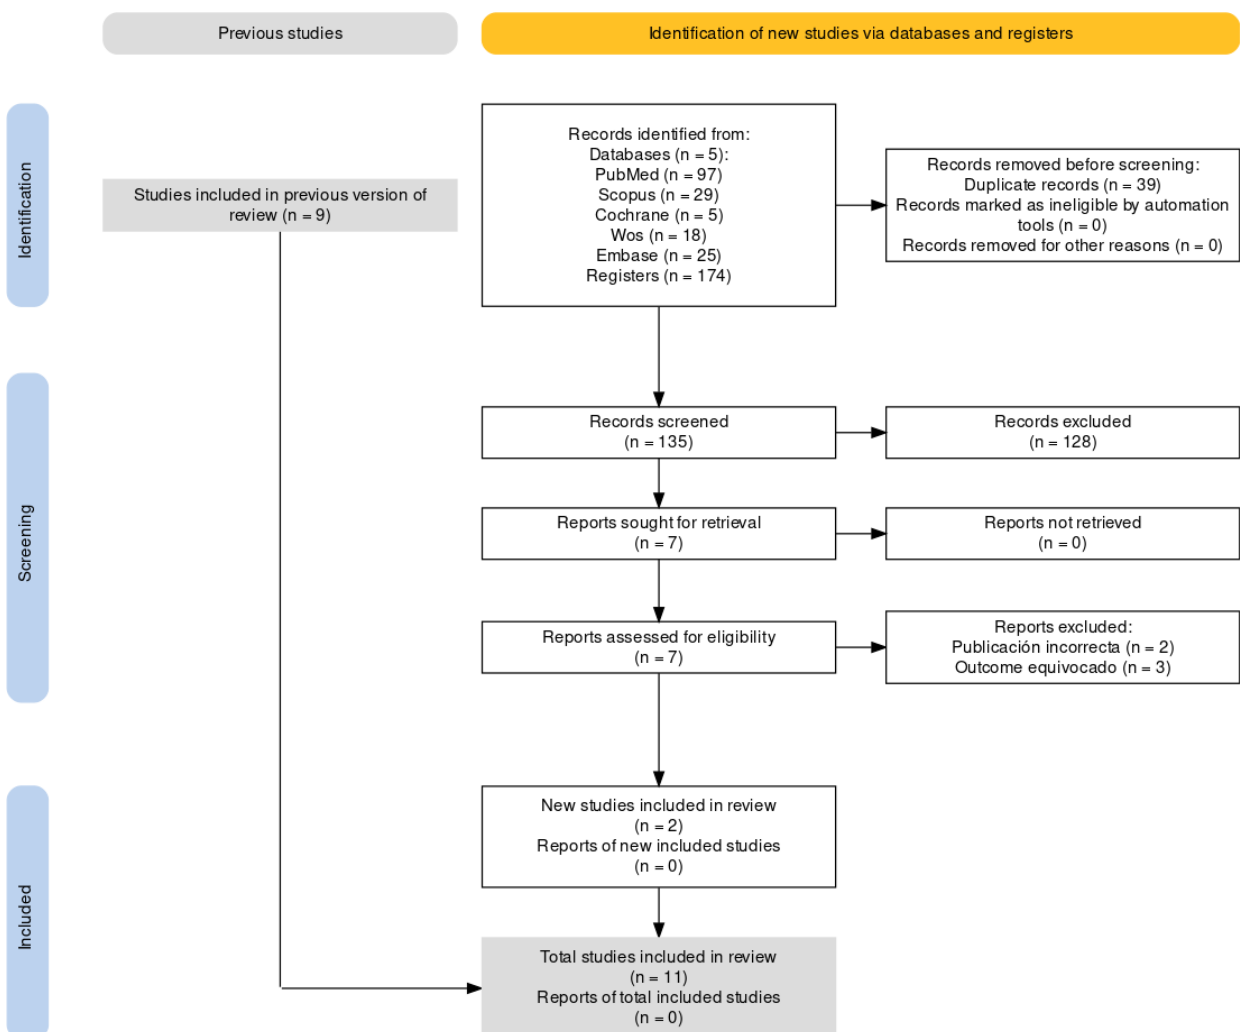 Previous studies
Identification of new studies via databases and registers
Identification
Studies included in previous version of
review (n = 9)
Records identified from:
Databases (n = 5):
PubMed (n = 97)
Scopus (n = 29)
Cochrane (n = 5)
Wos (n = 18)
Embase (n = 25)
Registers (n = 174)
Records removed before screening:
Duplicate records (n = 39)
Records marked as ineligible by automation
tools (n = 0)
Records removed for other reasons (n = 0)
Screening
Records screened
(n = 135)
Records excluded
(n = 128)
Reports sought for retrieval
(n = 7)
Reports not retrieved
(n = 0)
Reports assessed for eligibility
(n = 7)
Reports excluded:
Publicación incorrecta (n = 2)
Outcome equivocado (n = 3)
Included
New studies included in review
(n = 2)
Reports of new included studies
(n = 0)
Total studies included in review
(n = 11)
Reports of total included studies
(n = 0)